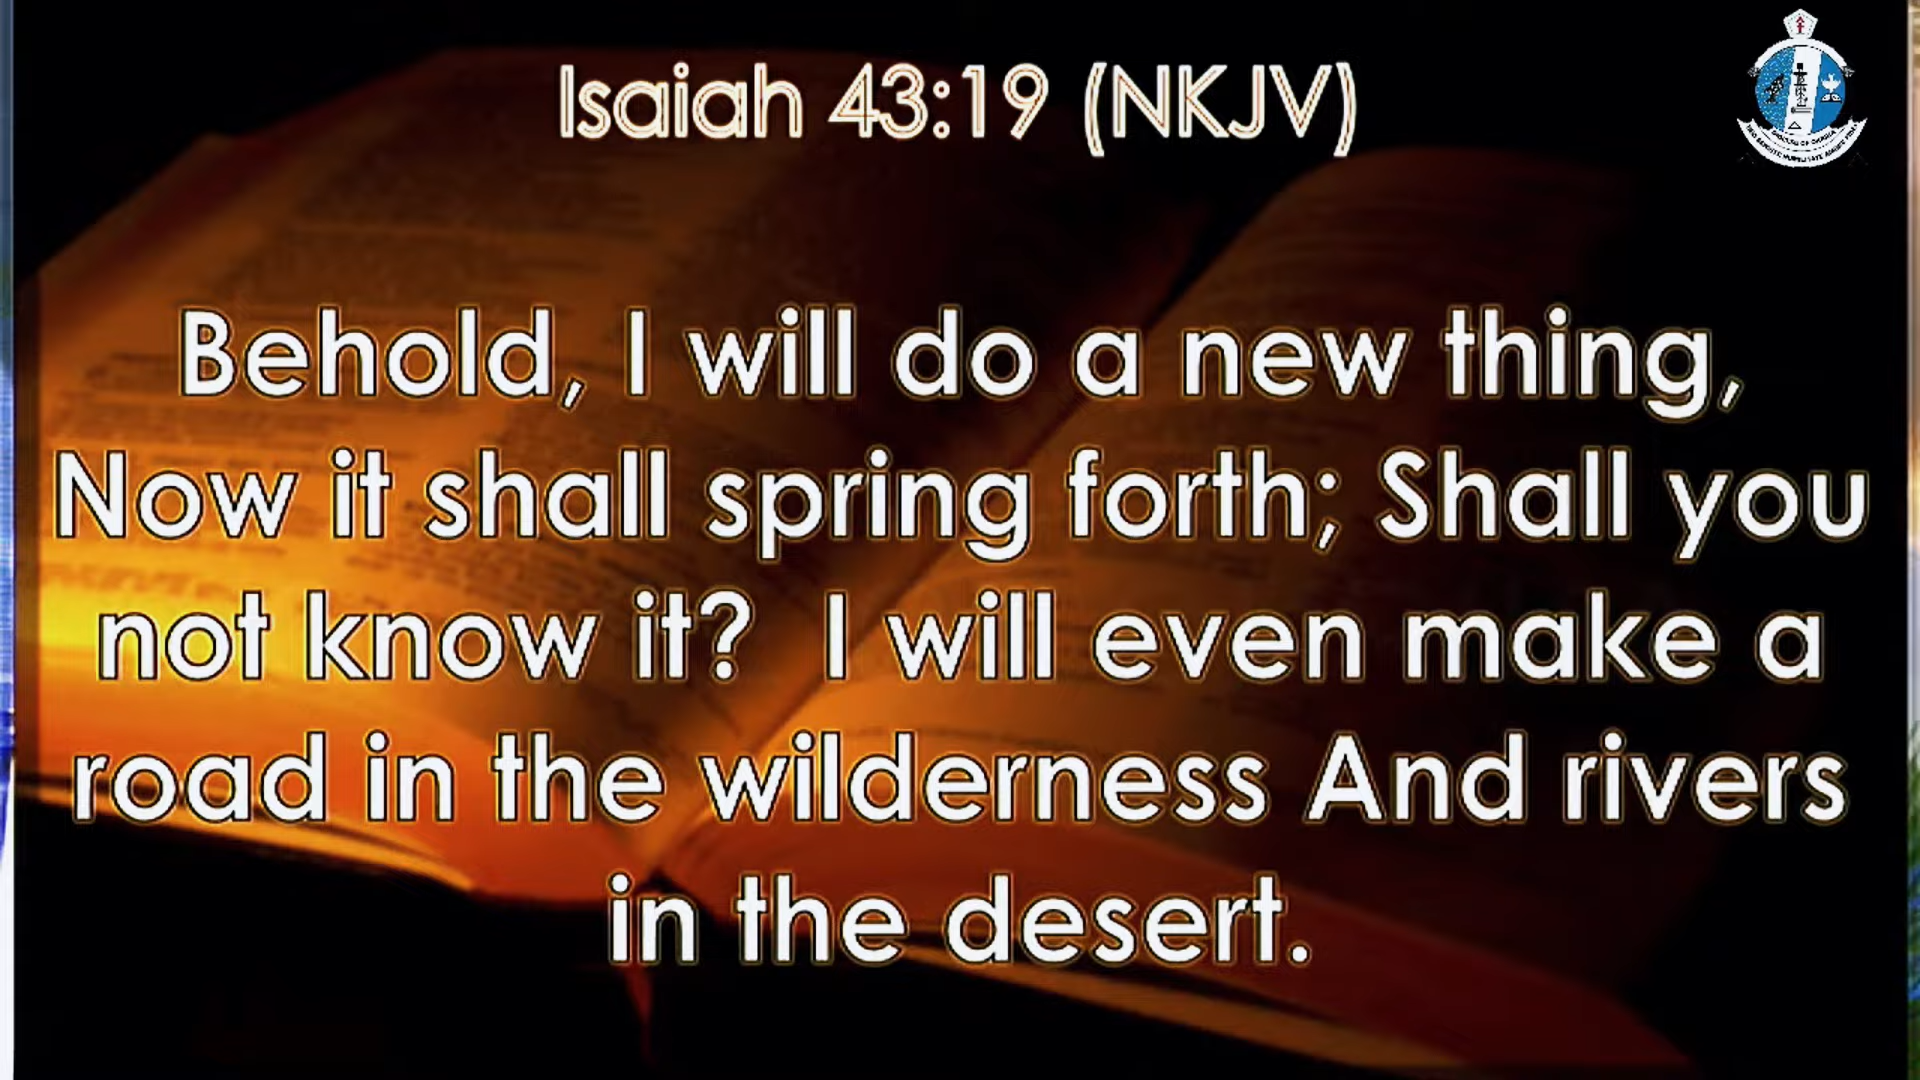 Isaiah 43:19 (NKJV)
Behold, I will do a new thing,
Now it shall spring forth; Shall you
not know it?  I will even make a
road in the wilderness And rivers
in the desert.